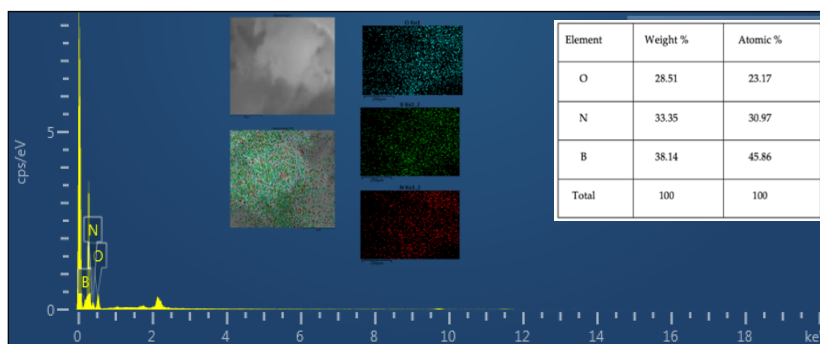 Element Weight % Atomic %
O 28.51 23.17
N 33.35 30.97
B 38.14 45.86
Total 100 100
cps/eV
5
0
N
O
B
0 2 4 6 8 10 12 14 16 18 ke